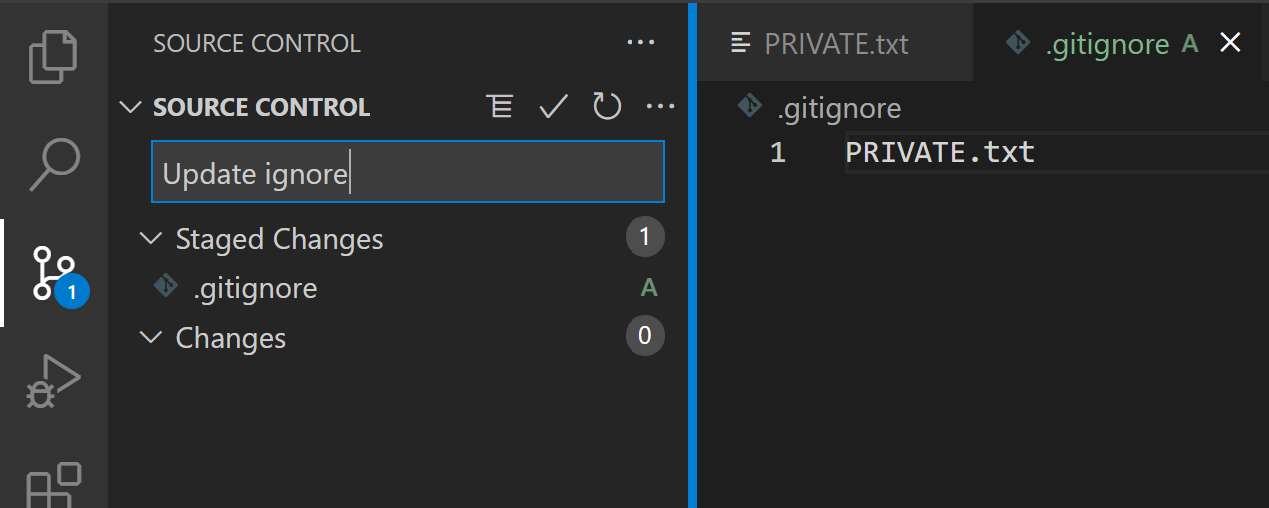 SOURCE CONTROL
SOURCE CONTROL
Update ignore
Staged Changes 1
.gitignore A
Changes 0
1
PRIVATE.txt
.gitignore A
.gitignore
1 PRIVATE.txt